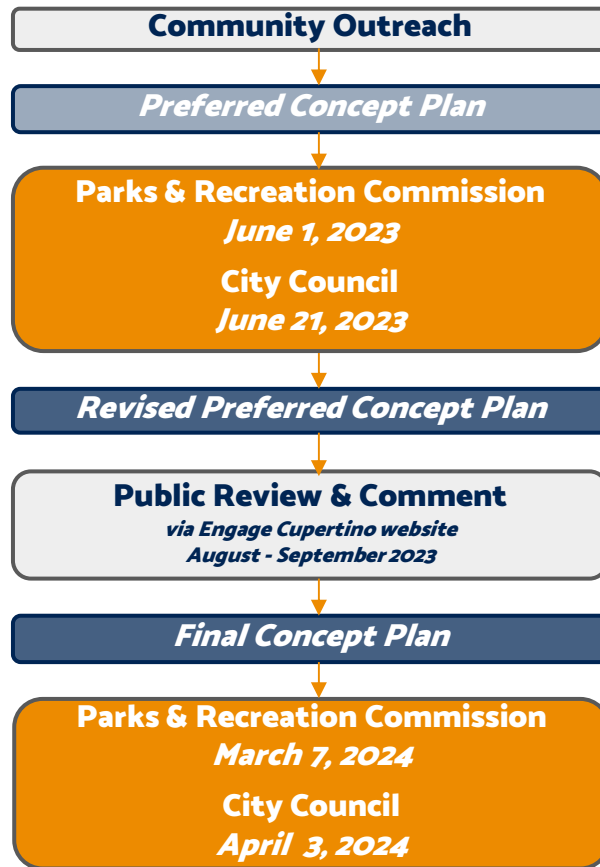 Community Outreach
Preferred Concept Plan
Parks & Recreation Commission
June 1, 2023
City Council
June 21, 2023
Revised Preferred Concept Plan
Public Review & Comment
via Engage Cupertino website
August - September 2023
Final Concept Plan
Parks & Recreation Commission
March 7, 2024
City Council
April 3, 2024